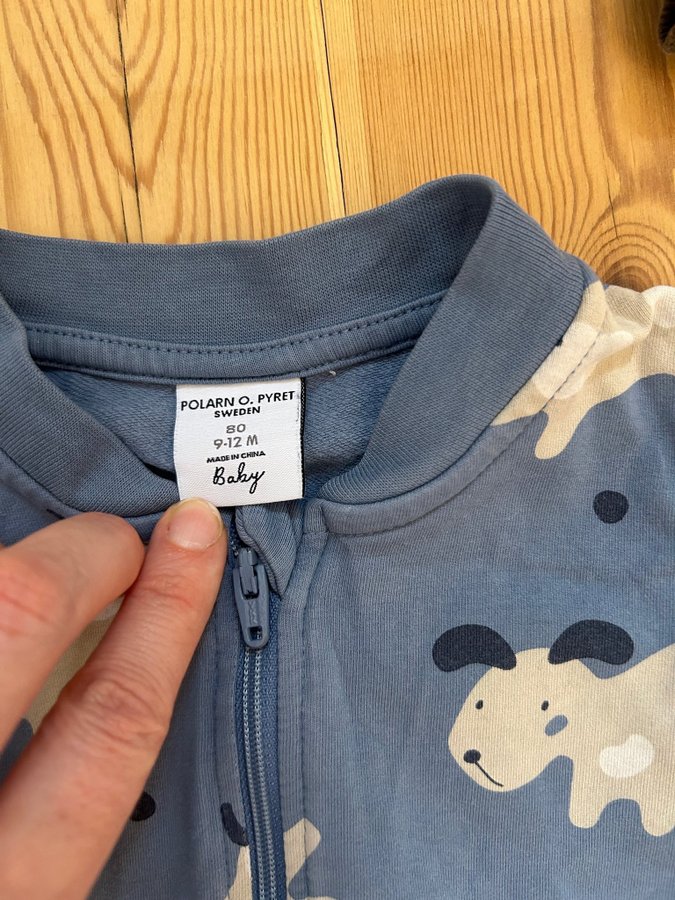 POLARN O. PYRET
SWEDEN
80
9-12 M
MADE IN CHINA
Baby